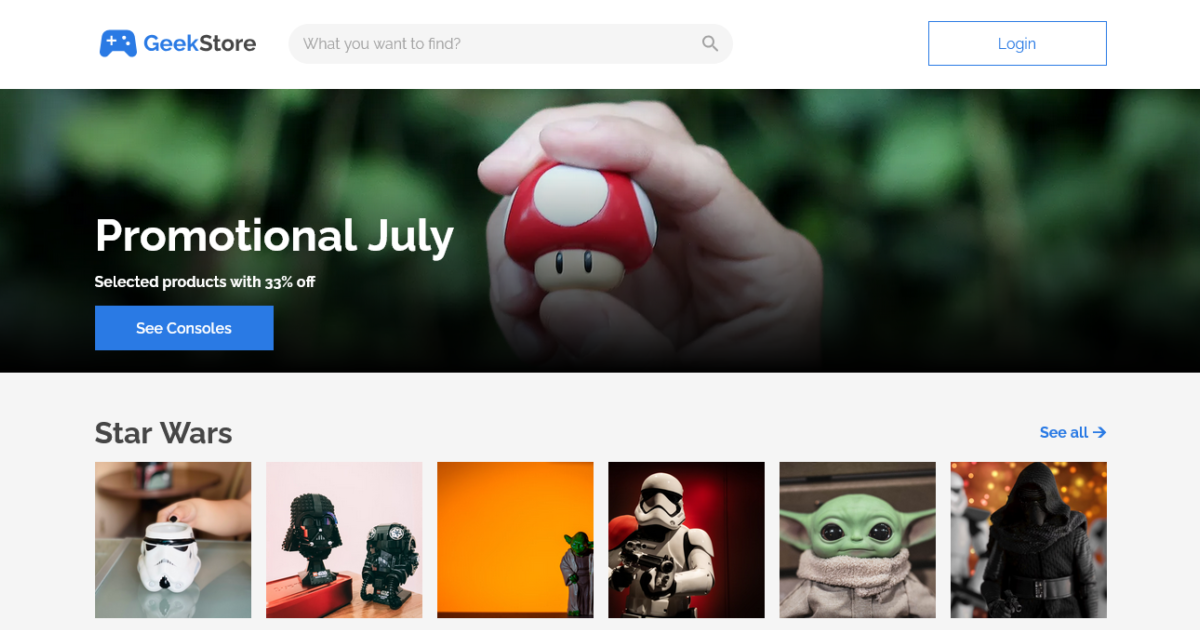 GeekStore
What you want to find?
Login
Promotional July
Selected products with 33% off
See Consoles
Star Wars
See all